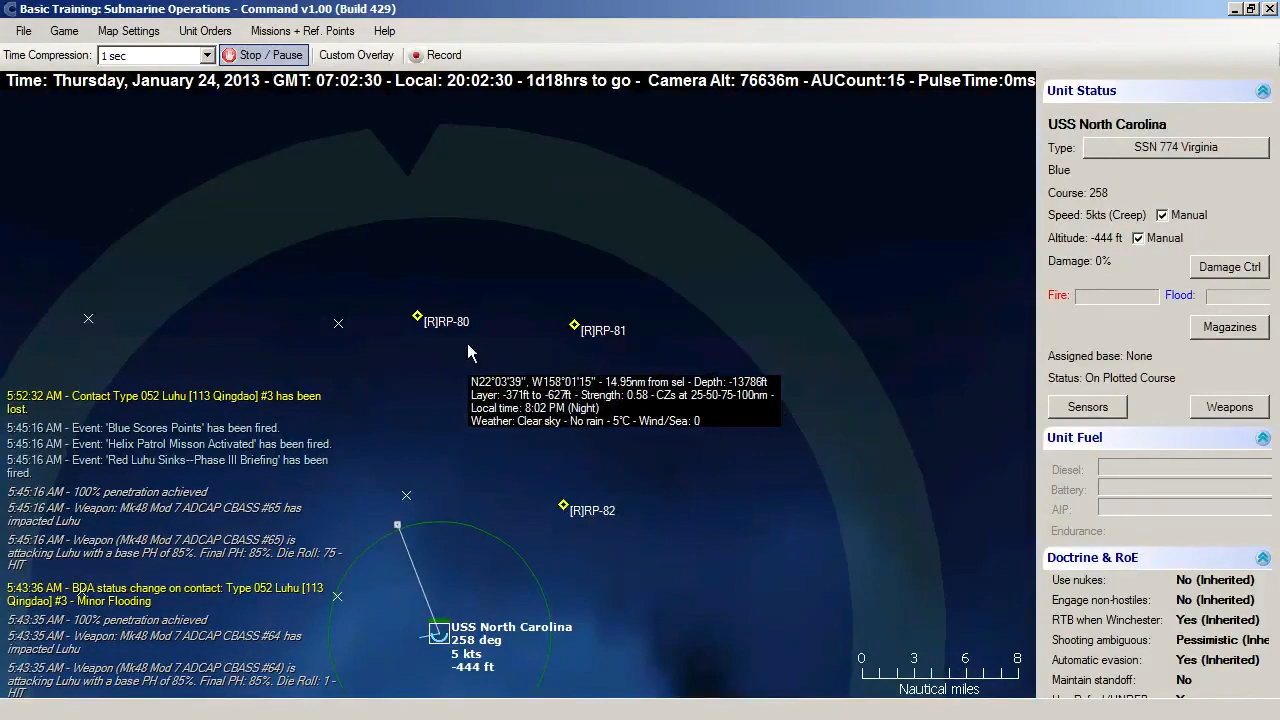 Basic Training: Submarine Operations - Command v1.00 (Build 429)
File Game Map Settings Unit Orders Missions + Ref. Points Help
Time Compression: 1 sec Stop / Pause Custom Overlay Record
Time: Thursday, January 24, 2013 - GMT: 07:02:30 - Local: 20:02:30 - 1d18hrs to go - Camera Alt: 76636m - AUCount:15 - PulseTime:0ms
[R]RP-80
[R]RP-81
N22°03'39", W158°01'15" - 14.95nm from sel - Depth: -13786ft
Layer: -371ft to -627ft - Strength: 0.58 - CZs at 25-50-75-100nm -
Local time: 8:02 PM (Night)
Weather: Clear sky - No rain - 5°C - Wind/Sea: 0
[R]RP-82
USS North Carolina
258 deg
5 kts
-444 ft
5:52:32 AM - Contact Type 052 Luhu [113 Qingdao] #3 has been
lost.
5:45:16 AM - Event: 'Blue Scores Points' has been fired.
5:45:16 AM - Event: 'Helix Patrol Misson Activated' has been fired.
5:45:16 AM - Event: 'Red Luhu Sinks--Phase III Briefing' has been
fired.
5:45:16 AM - 100% penetration achieved
5:45:16 AM - Weapon: Mk48 Mod 7 ADCAP CBASS #65 has
impacted Luhu
5:45:16 AM - Weapon (Mk48 Mod 7 ADCAP CBASS #65) is
attacking Luhu with a base PH of 85%. Final PH: 85%. Die Roll: 75 -
HIT
5:43:36 AM - BDA status change on contact: Type 052 Luhu [113
Qingdao] #3 - Minor Flooding
5:43:35 AM - 100% penetration achieved
5:43:35 AM - Weapon: Mk48 Mod 7 ADCAP CBASS #64 has
impacted Luhu
5:43:35 AM - Weapon (Mk48 Mod 7 ADCAP CBASS #64) is
attacking Luhu with a base PH of 85%. Final PH: 85%. Die Roll: 1 -
HIT
0 3 6 8
Nautical miles
Unit Status
USS North Carolina
Type: SSN 774 Virginia
Blue
Course: 258
Speed: 5kts (Creep) Manual
Altitude: -444 ft Manual
Damage: 0% Damage Ctrl
Fire: Flood:
Magazines
Assigned base: None
Status: On Plotted Course
Sensors Weapons
Unit Fuel
Diesel:
Battery:
AIP:
Endurance:
Doctrine & RoE
Use nukes: No (Inherited)
Engage non-hostiles: No (Inherited)
RTB when Winchester: Yes (Inherited)
Shooting ambiguous: Pessimistic (Inhe
Automatic evasion: Yes (Inherited)
Maintain standoff: No